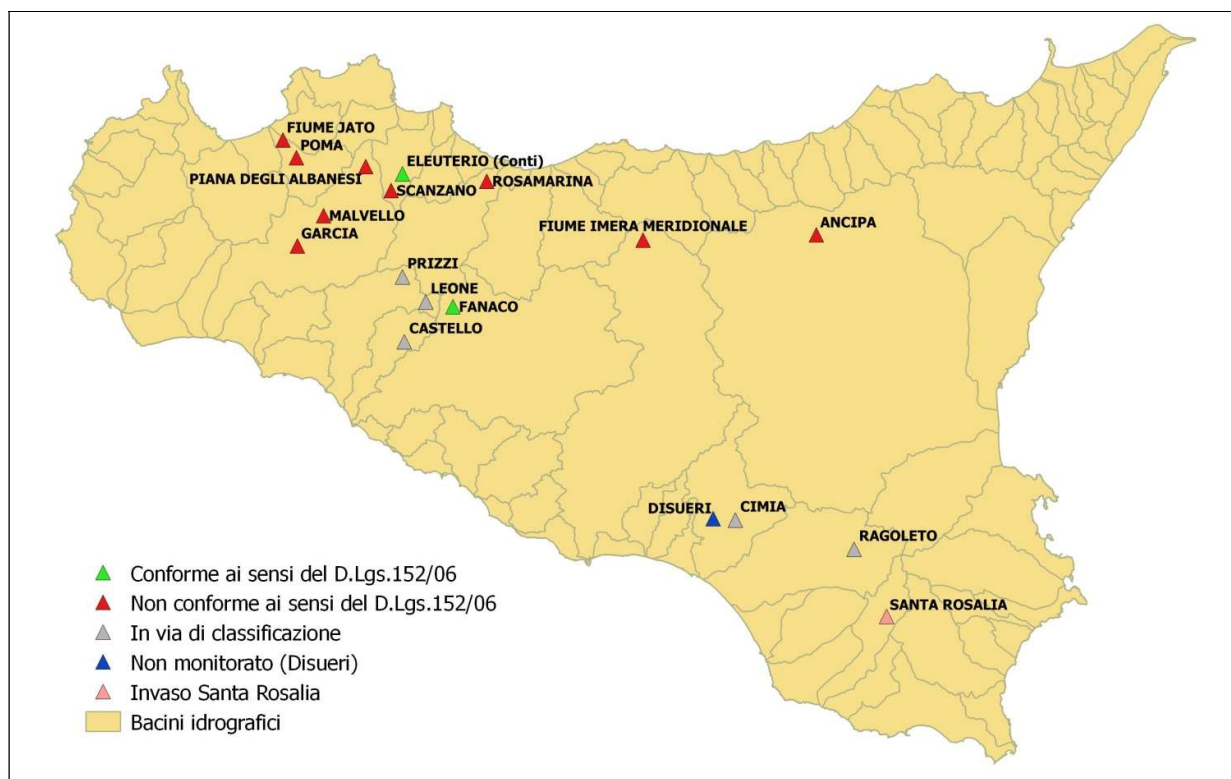 FIUME JATO
POMA
ELEUTERIO (Conti)
PIANA DEGLI ALBANESI
SCANZANO
ROSAMARINA
MALVELLO
GARCIA
FIUME IMERA MERIDIONALE
ANCIPA
PRIZZI
LEONE
FANACO
CASTELLO
DISUERI
CIMIA
RAGOLETO
SANTA ROSALIA
Conforme ai sensi del D.Lgs.152/06
Non conforme ai sensi del D.Lgs.152/06
In via di classificazione
Non monitorato (Disueri)
Invaso Santa Rosalia
Bacini idrografici